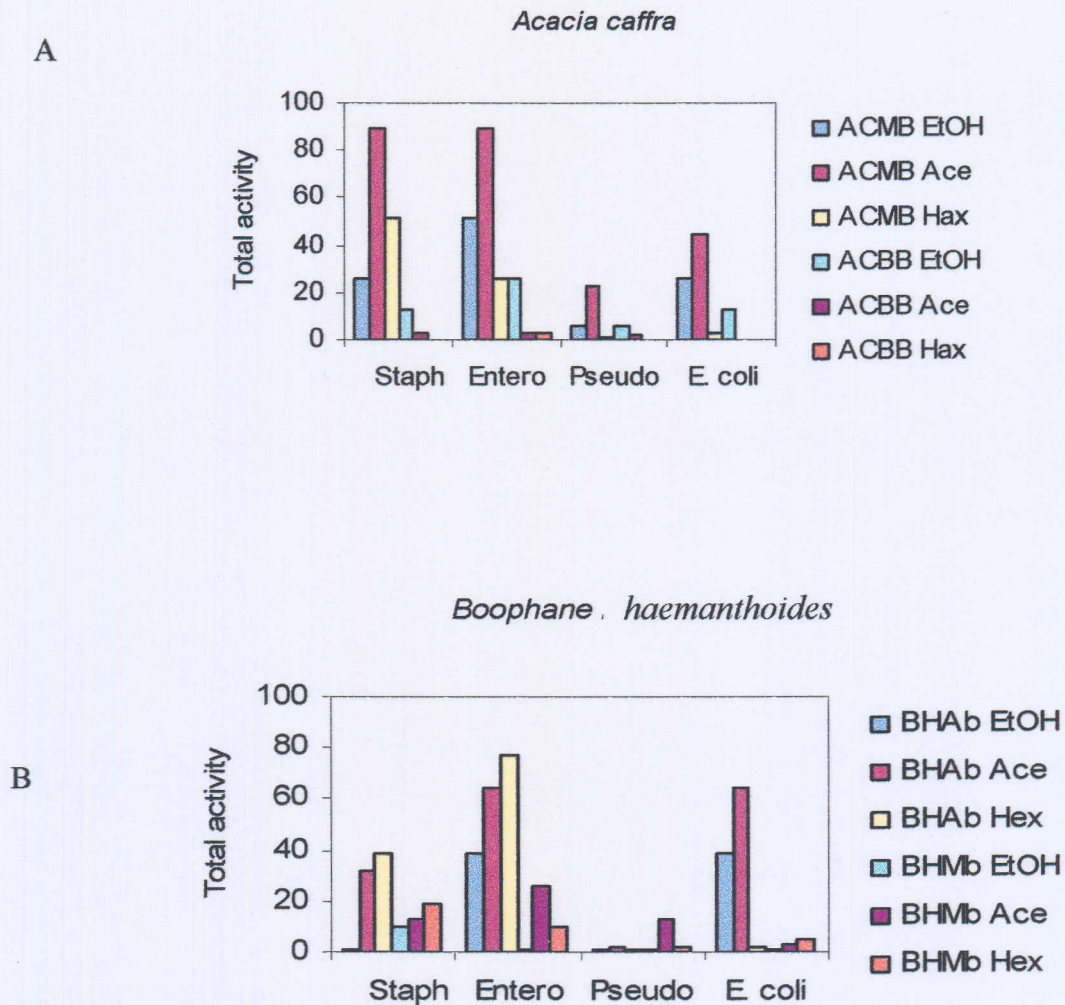 A
Acacia caffra
Total activity
100
80
60
40
20
0
Staph Entero Pseudo E. coli
ACMB EtOH
ACMB Ace
ACMB Hax
ACBB EtOH
ACBB Ace
ACBB Hax
B
Boophane . haemanthoides
Total activity
100
80
60
40
20
0
Staph Entero Pseudo E. coli
BHAb EtOH
BHAb Ace
BHAb Hex
BHMb EtOH
BHMb Ace
BHMb Hex